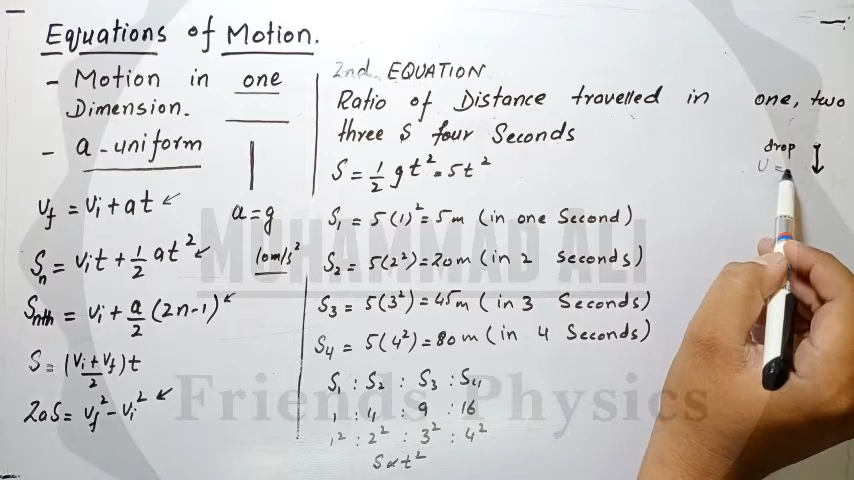 Equations of Motion.
- Motion in one
Dimension.
- a-uniform
Vf = Vi + at
a = g
10m/s²
Sn = Vit + 1/2 at²
Snth = Vi + a/2 (2n-1)
S = (Vi + Vf / 2) t
2aS = Vf² - Vi²
2nd EQUATION
Ratio of Distance travelled in one, two
three & four Seconds
S = 1/2 gt² = 5t²
drop
U =
S1 = 5(1)² = 5m (in one Second)
S2 = 5(2²) = 20m (in 2 Seconds)
S3 = 5(3²) = 45m (in 3 Seconds)
S4 = 5(4²) = 80m (in 4 Seconds)
S1 : S2 : S3 : S4
1 : 4 : 9 : 16
1² : 2² : 3² : 4²
S ∝ t²
MUHAMMAD ALI
Friends Physics